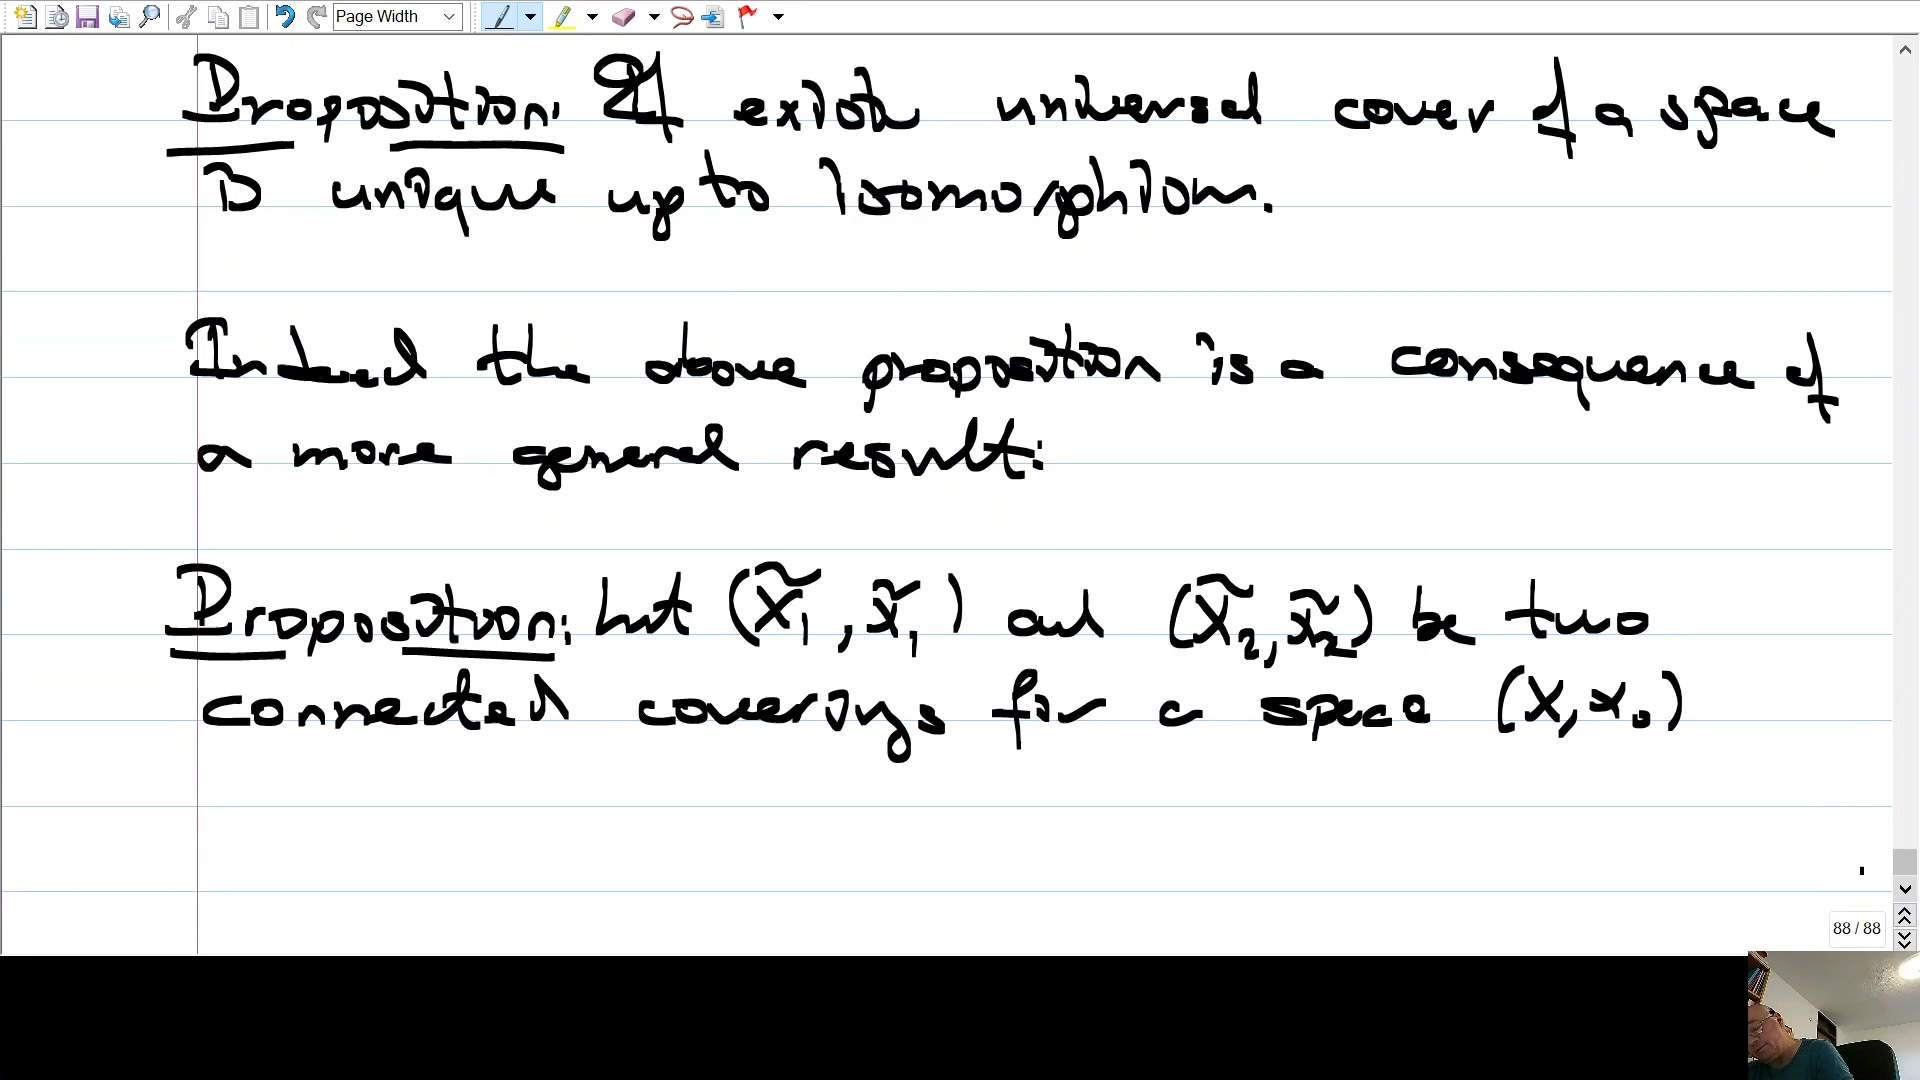 Page Width
Proposition: If exists universal cover of a space
is unique up to isomorphism.
Indeed the above proposition is a consequence of
a more general result:
Proposition: Let (X̃₁, x̃₁) and (X̃₂, x̃₂) be two
connected coverings for a space (X, x₀)
88 / 88